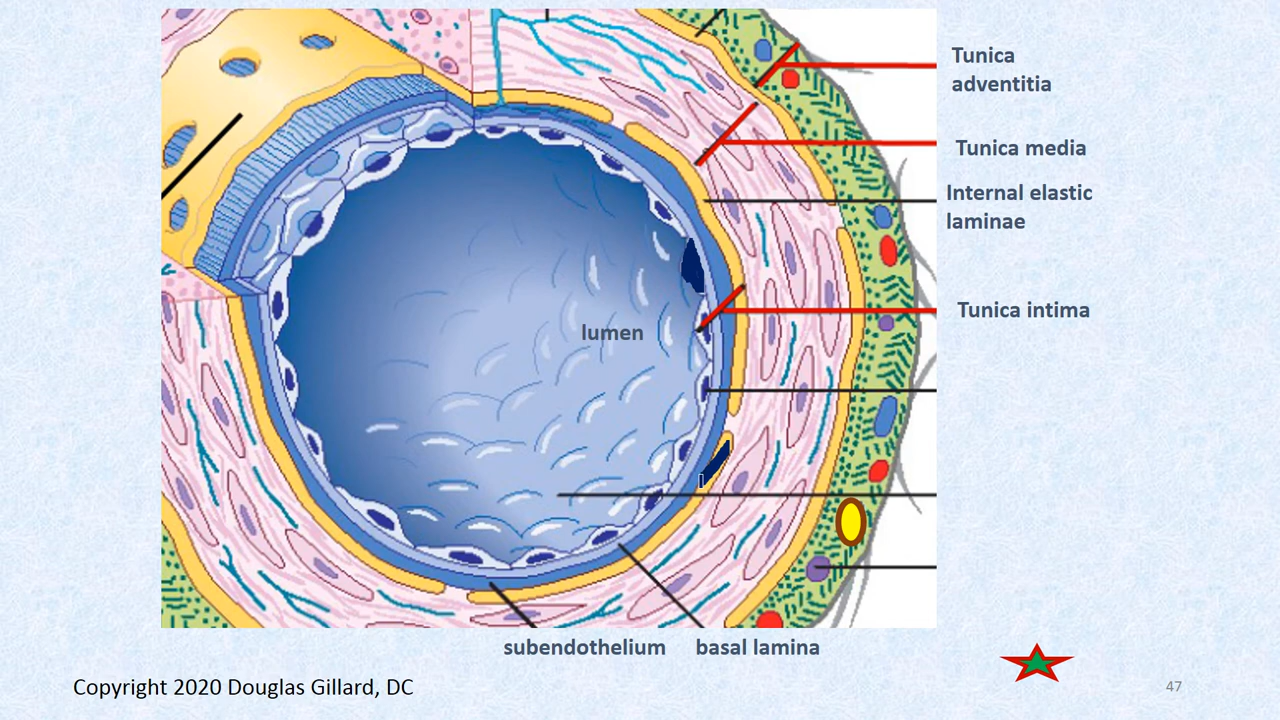 Tunica
adventitia
Tunica media
Internal elastic
laminae
Tunica intima
lumen
subendothelium
basal lamina
Copyright 2020 Douglas Gillard, DC
47